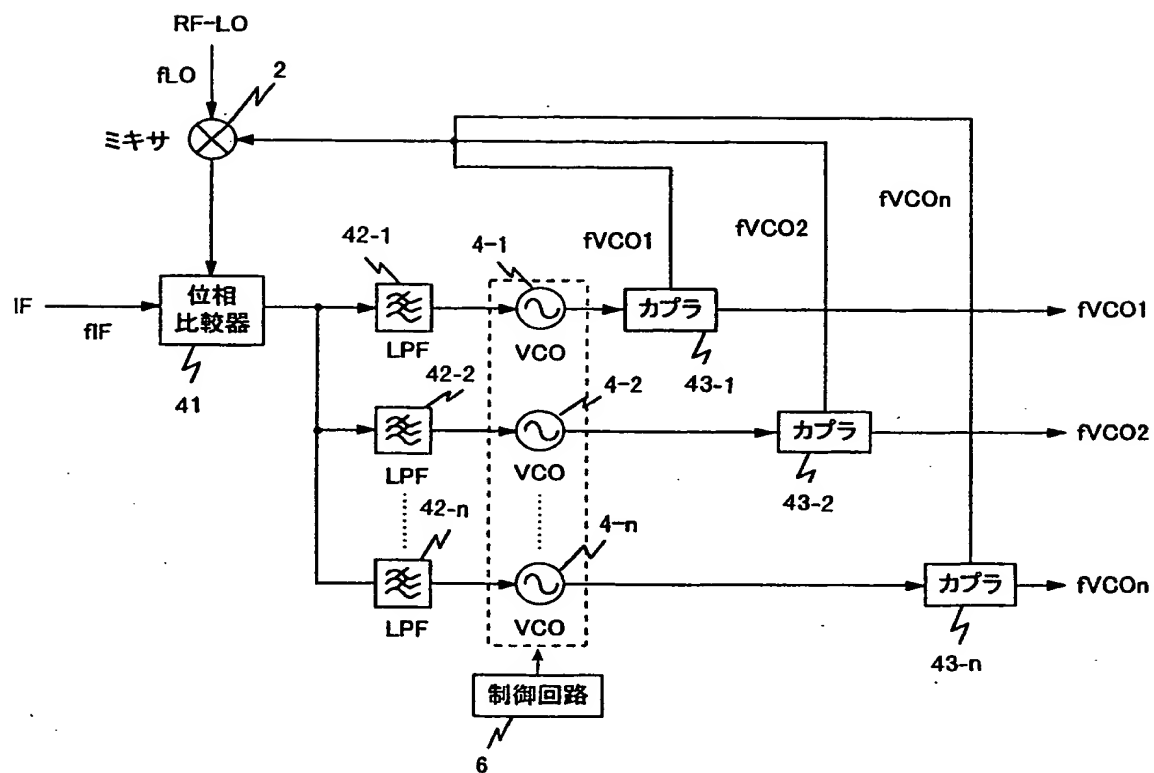 RF-LO
fLO
2
ミキサ
fVCOn
fVCO2
fVCO1
42-1
4-1
IF
fIF
位相
比較器
41
カプラ
fVCO1
LPF
VCO
43-1
42-2
4-2
カプラ
fVCO2
LPF
VCO
43-2
42-n
4-n
カプラ
fVCOn
LPF
VCO
43-n
制御回路
6